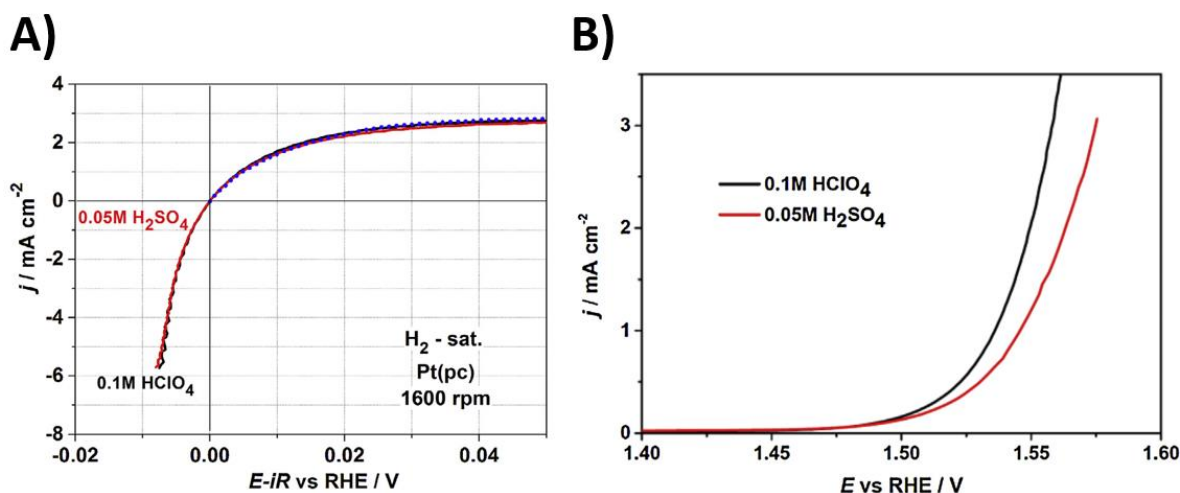 A)
4
2
0
-2
-4
-6
-8
j / mA cm⁻²
0.05M H₂SO₄
0.1M HClO₄
H₂ - sat.
Pt(pc)
1600 rpm
-0.02
0.00
0.02
0.04
E-iR vs RHE / V
B)
3
2
1
0
j / mA cm⁻²
0.1M HClO₄
0.05M H₂SO₄
1.40
1.45
1.50
1.55
1.60
E vs RHE / V